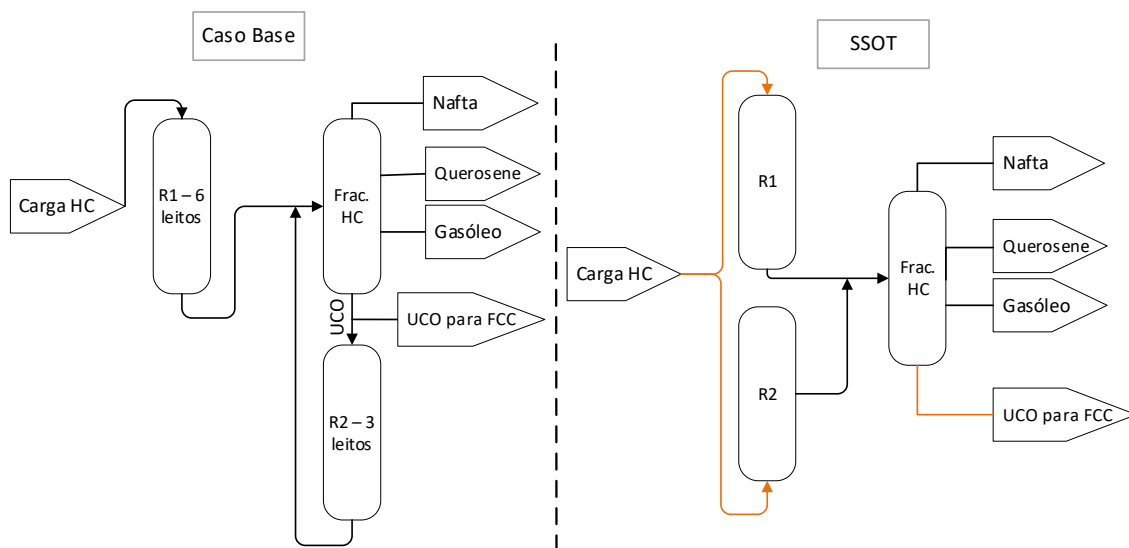 Caso Base
Nafta
Querosene
Carga HC
R1 – 6
leitos
Frac.
HC
Gasóleo
UCO
UCO para FCC
R2 – 3
leitos
SSOT
R1
Nafta
Querosene
Carga HC
Frac.
HC
Gasóleo
R2
UCO para FCC